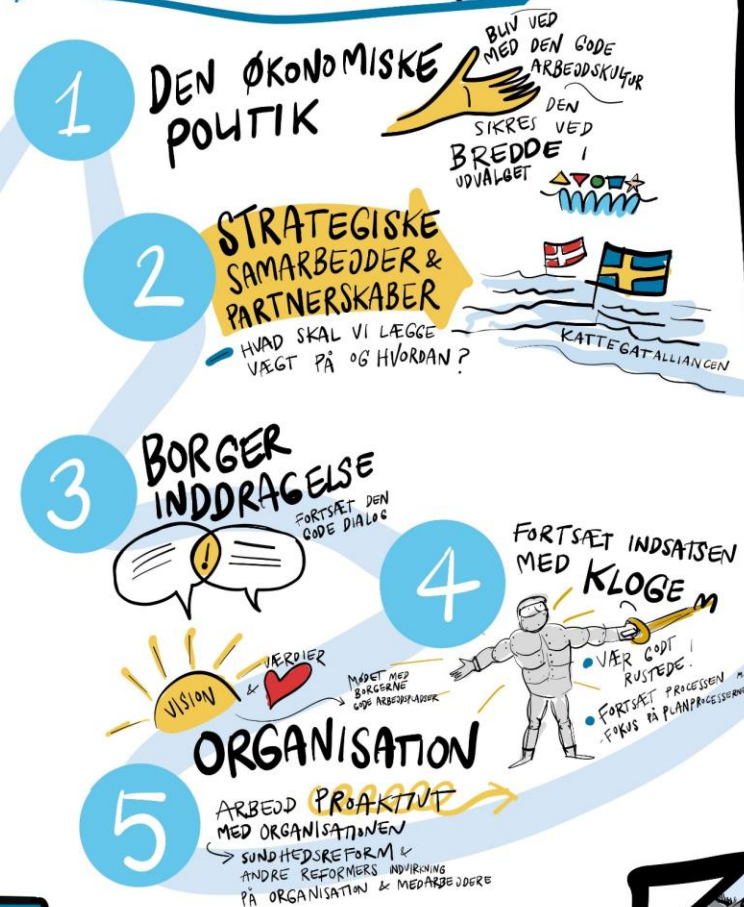 1
DEN ØKONOMISKE
POLITIK
BLIV VED
MED DEN GODE
ARBEJDSKULTUR
DEN
SIKRES VED
BREDDE I
UDVALGET
2
STRATEGISKE
SAMARBEJDER &
PARTNERSKABER
HVAD SKAL VI LÆGGE
VÆGT PÅ OG HVORDAN?
KATTEGATALLIANCEN
3
BORGER
INDDRAGELSE
FORTSÆT DEN
GODE DIALOG
!
4
FORTSÆT INDSATSEN
MED KLOGE M
VÆR GODT
RUSTEDE!
FORTSÆT PROCESSEN M
-FOKUS PÅ PLANPROCESSERNE
VISION
&
VÆRDIER
MØDET MED
BORGERNE
GODE ARBEJDSPLADSER
ORGANISATION
5
ARBEJD PROAKTIVT
MED ORGANISATIONEN
SUNDHEDSREFORM &
ANDRE REFORMERS INDVIRKNING
PÅ ORGANISATION & MEDARBEJDERE